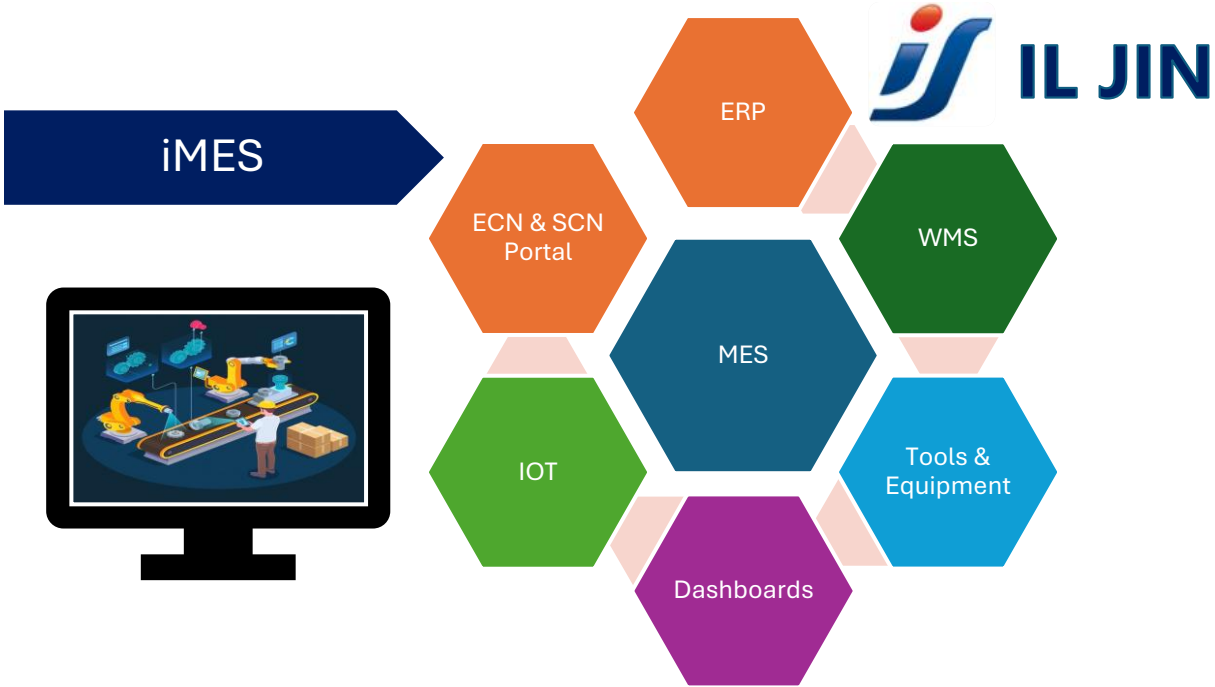 IL JIN
iMES
ERP
ECN & SCN
Portal
WMS
MES
IOT
Tools &
Equipment
Dashboards